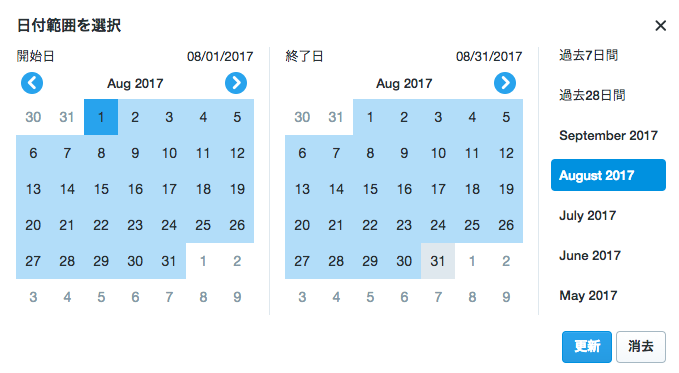 日付範囲を選択
開始日 08/01/2017
Aug 2017
30 31 1 2 3 4 5
6 7 8 9 10 11 12
13 14 15 16 17 18 19
20 21 22 23 24 25 26
27 28 29 30 31 1 2
3 4 5 6 7 8 9
終了日 08/31/2017
Aug 2017
30 31 1 2 3 4 5
6 7 8 9 10 11 12
13 14 15 16 17 18 19
20 21 22 23 24 25 26
27 28 29 30 31 1 2
3 4 5 6 7 8 9
過去7日間
過去28日間
September 2017
August 2017
July 2017
June 2017
May 2017
更新 消去